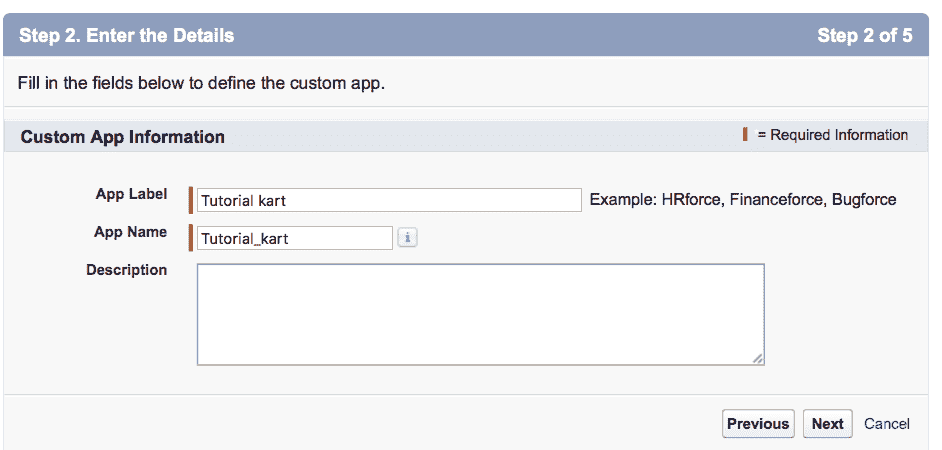 Step 2. Enter the Details Step 2 of 5
Fill in the fields below to define the custom app.
Custom App Information = Required Information
App Label Tutorial kart Example: HRforce, Financeforce, Bugforce
App Name Tutorial_kart i
Description
Previous Next Cancel